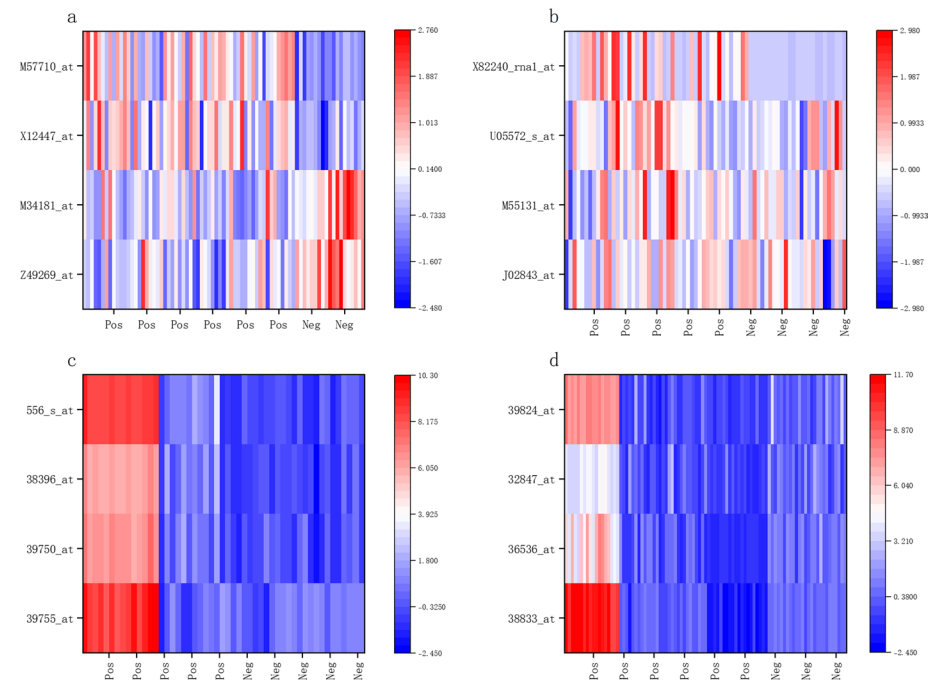 a
M57710_at
X12447_at
M34181_at
Z49269_at
Pos Pos Pos Pos Pos Pos Neg Neg
2.760
1.887
1.013
0.1400
-0.7333
-1.607
-2.480
b
X82240_rna1_at
U05572_s_at
M55131_at
J02843_at
Pos Pos Pos Pos Pos Neg Neg Neg Neg
2.980
1.987
0.9933
0.000
-0.9933
-1.987
-2.980
c
556_s_at
38396_at
39750_at
39755_at
Pos Pos Pos Pos Pos Neg Neg Neg Neg Neg
10.30
8.175
6.050
3.925
1.800
-0.3250
-2.450
d
39824_at
32847_at
36536_at
38833_at
Pos Pos Pos Pos Pos Pos Neg Neg Neg
11.70
8.870
6.040
3.210
0.3800
-2.450